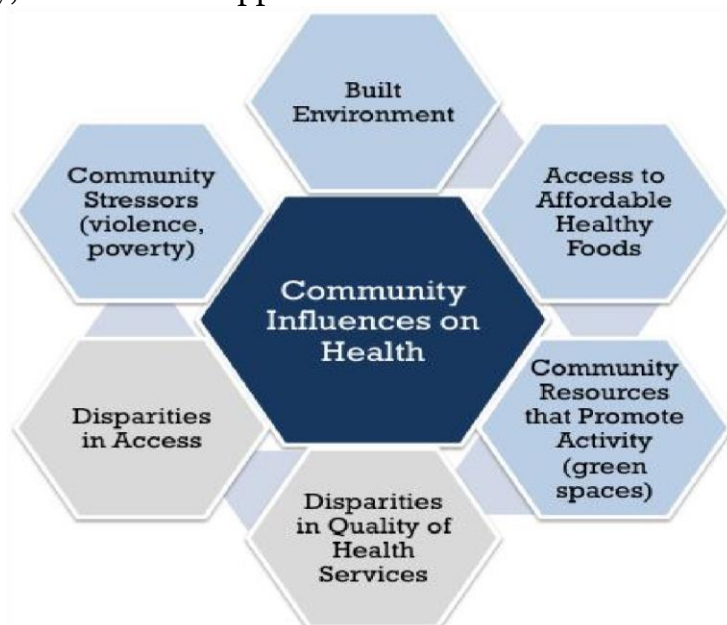 Built
Environment
Access to
Affordable
Healthy
Foods
Community
Resources
that Promote
Activity
(green
spaces)
Disparities
in Quality of
Health
Services
Disparities
in Access
Community
Stressors
(violence,
poverty)
Community
Influences on
Health